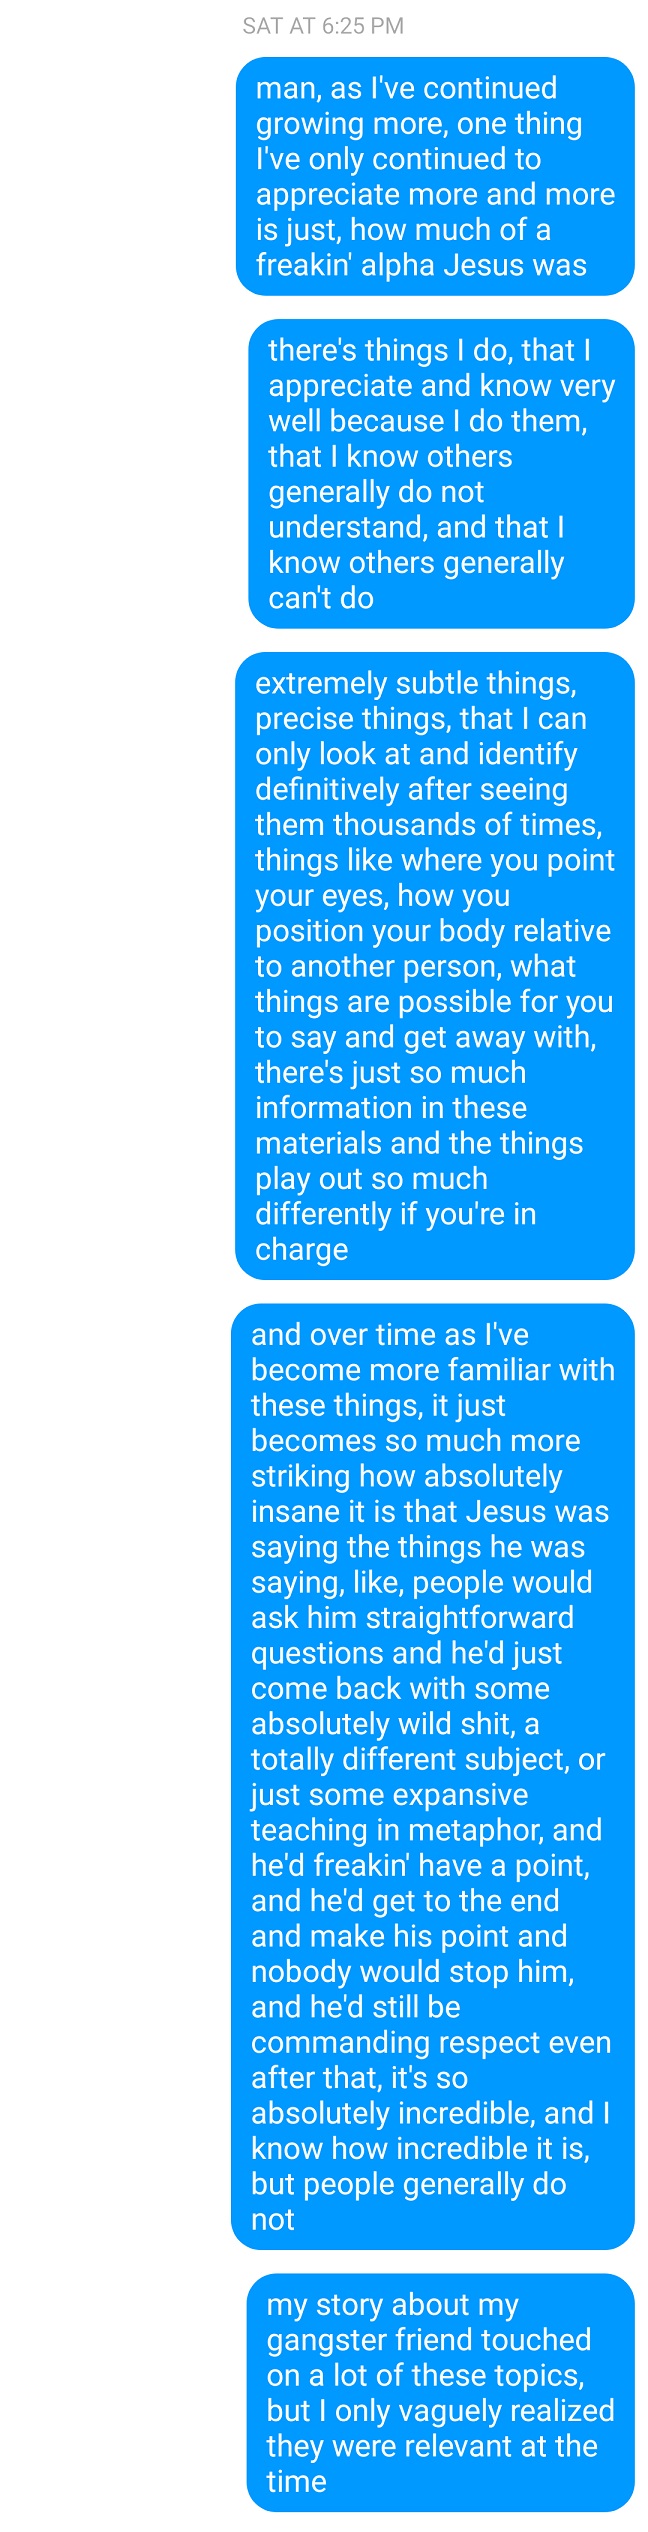 SAT AT 6:25 PM
man, as I've continued
growing more, one thing
I've only continued to
appreciate more and more
is just, how much of a
freakin' alpha Jesus was
there's things I do, that I
appreciate and know very
well because I do them,
that I know others
generally do not
understand, and that I
know others generally
can't do
extremely subtle things,
precise things, that I can
only look at and identify
definitively after seeing
them thousands of times,
things like where you point
your eyes, how you
position your body relative
to another person, what
things are possible for you
to say and get away with,
there's just so much
information in these
materials and the things
play out so much
differently if you're in
charge
and over time as I've
become more familiar with
these things, it just
becomes so much more
striking how absolutely
insane it is that Jesus was
saying the things he was
saying, like, people would
ask him straightforward
questions and he'd just
come back with some
absolutely wild shit, a
totally different subject, or
just some expansive
teaching in metaphor, and
he'd freakin' have a point,
and he'd get to the end
and make his point and
nobody would stop him,
and he'd still be
commanding respect even
after that, it's so
absolutely incredible, and I
know how incredible it is,
but people generally do
not
my story about my
gangster friend touched
on a lot of these topics,
but I only vaguely realized
they were relevant at the
time